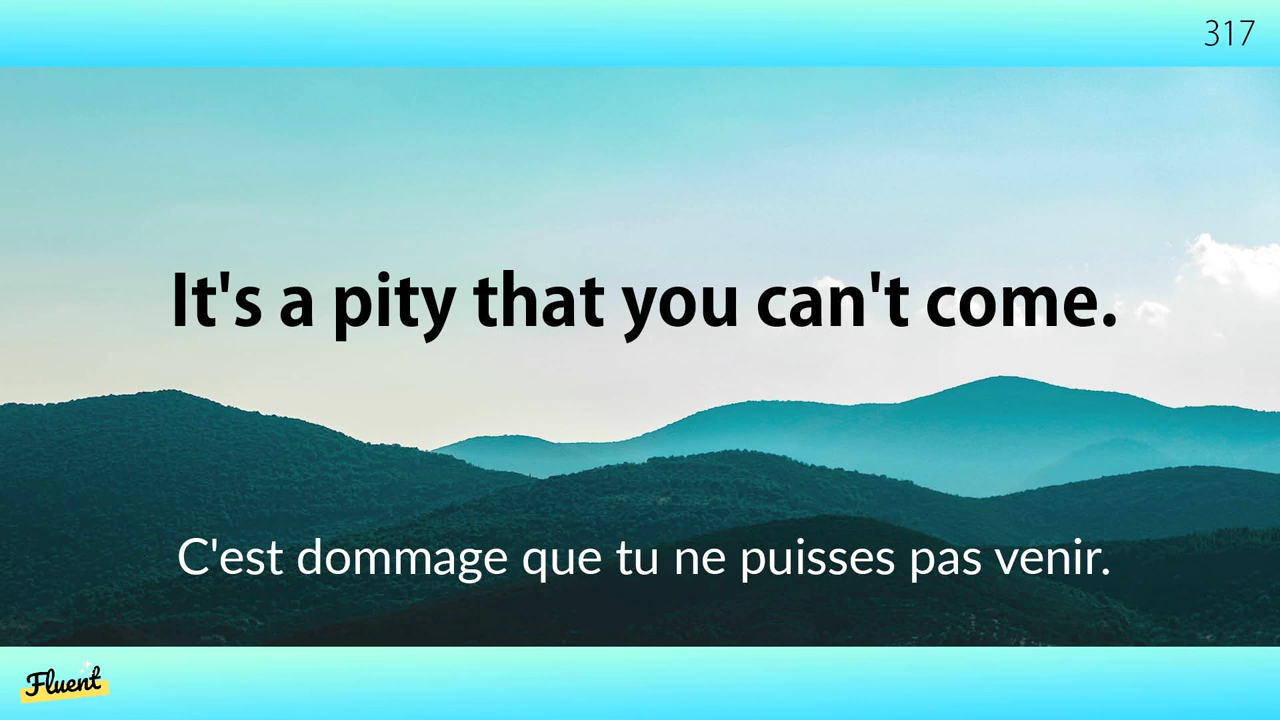 317
It's a pity that you can't come.
C'est dommage que tu ne puisses pas venir.
Fluent